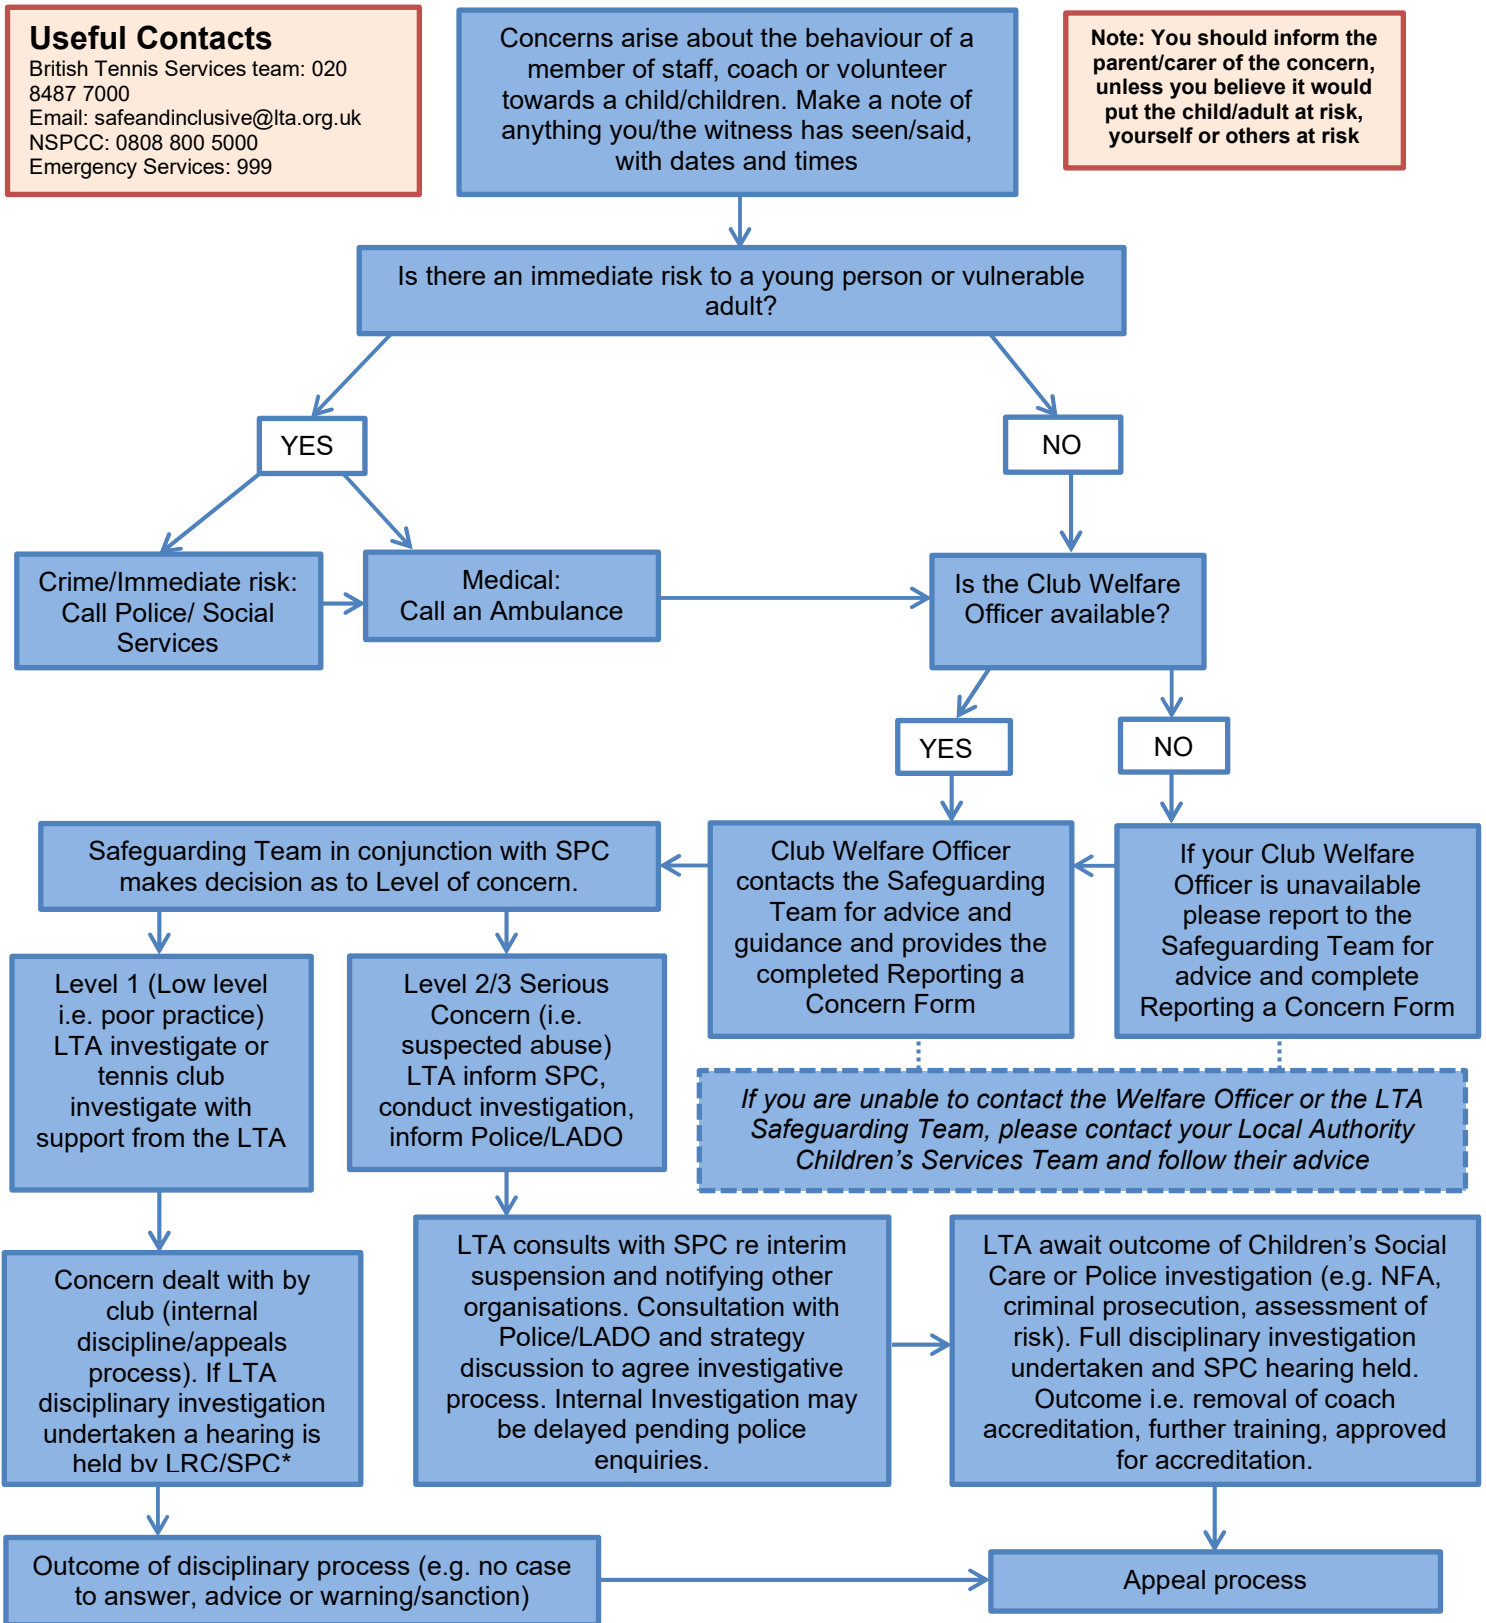 Useful Contacts
British Tennis Services team: 020
8487 7000
Email: safeandinclusive@lta.org.uk
NSPCC: 0808 800 5000
Emergency Services: 999
Concerns arise about the behaviour of a
member of staff, coach or volunteer
towards a child/children. Make a note of
anything you/the witness has seen/said,
with dates and times
Note: You should inform the
parent/carer of the concern,
unless you believe it would
put the child/adult at risk,
yourself or others at risk
Is there an immediate risk to a young person or vulnerable
adult?
YES
NO
Crime/Immediate risk:
Call Police/ Social
Services
Medical:
Call an Ambulance
Is the Club Welfare
Officer available?
YES
NO
Safeguarding Team in conjunction with SPC
makes decision as to Level of concern.
Club Welfare Officer
contacts the Safeguarding
Team for advice and
guidance and provides the
completed Reporting a
Concern Form
If your Club Welfare
Officer is unavailable
please report to the
Safeguarding Team for
advice and complete
Reporting a Concern Form
Level 1 (Low level
i.e. poor practice)
LTA investigate or
tennis club
investigate with
support from the LTA
Level 2/3 Serious
Concern (i.e.
suspected abuse)
LTA inform SPC,
conduct investigation,
inform Police/LADO
If you are unable to contact the Welfare Officer or the LTA
Safeguarding Team, please contact your Local Authority
Children’s Services Team and follow their advice
Concern dealt with by
club (internal
discipline/appeals
process). If LTA
disciplinary investigation
undertaken a hearing is
held by LRC/SPC*
LTA consults with SPC re interim
suspension and notifying other
organisations. Consultation with
Police/LADO and strategy
discussion to agree investigative
process. Internal Investigation may
be delayed pending police
enquiries.
LTA await outcome of Children’s Social
Care or Police investigation (e.g. NFA,
criminal prosecution, assessment of
risk). Full disciplinary investigation
undertaken and SPC hearing held.
Outcome i.e. removal of coach
accreditation, further training, approved
for accreditation.
Outcome of disciplinary process (e.g. no case
to answer, advice or warning/sanction)
Appeal process